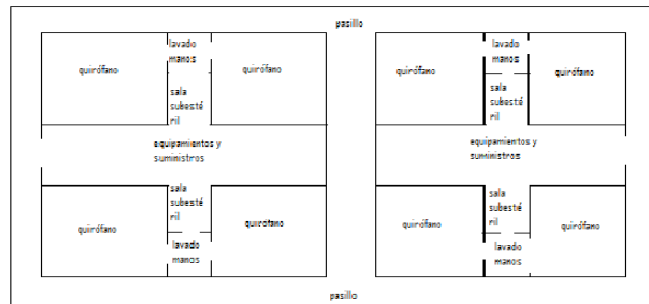 pasillo
lavado
manos
quirófano
quirófano
sala
subesté
ril
equipamientos y
suministros
sala
subesté
ril
quirófano
quirófano
lavado
manos
lavado
manos
quirófano
quirófano
sala
subesté
ril
equipamientos y
suministros
sala
subesté
ril
quirófano
quirófano
lavado
manos
pasillo